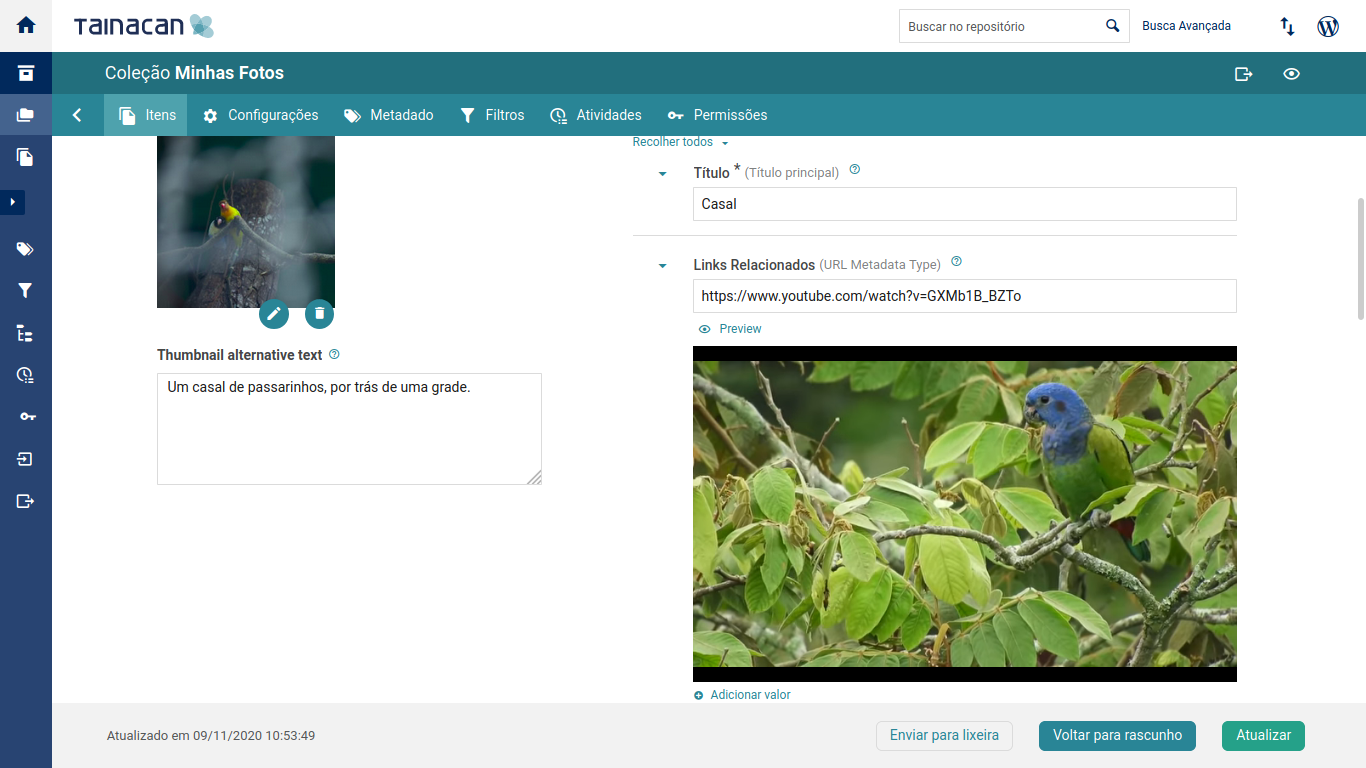 TAINACAN
Buscar no repositório
Busca Avançada
Coleção Minhas Fotos
Itens
Configurações
Metadado
Filtros
Atividades
Permissões
Recolher todos
Título * (Título principal)
Casal
Links Relacionados (URL Metadata Type)
https://www.youtube.com/watch?v=GXMb1B_BZTo
Preview
Thumbnail alternative text
Um casal de passarinhos, por trás de uma grade.
Adicionar valor
Atualizado em 09/11/2020 10:53:49
Enviar para lixeira
Voltar para rascunho
Atualizar